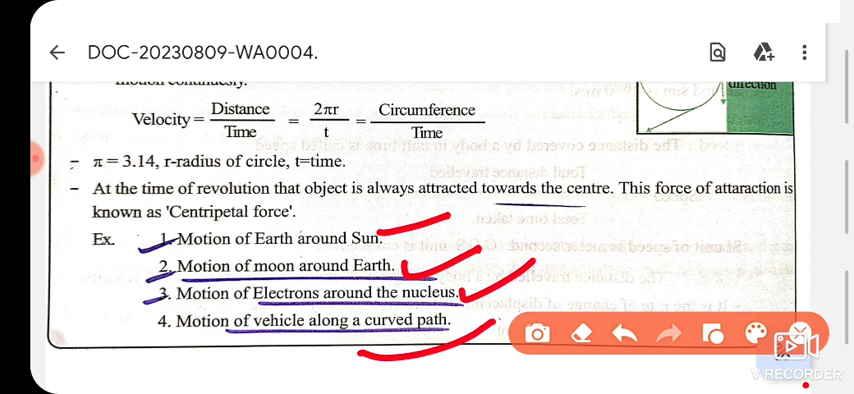 DOC-20230809-WA0004.
motion continuesly.
direction
Velocity = Distance / Time = 2πr / t = Circumference / Time
- π = 3.14, r-radius of circle, t=time.
- At the time of revolution that object is always attracted towards the centre. This force of attaraction is
known as 'Centripetal force'.
Ex. 1. Motion of Earth around Sun.
2. Motion of moon around Earth.
3. Motion of Electrons around the nucleus.
4. Motion of vehicle along a curved path.
V RECORDER